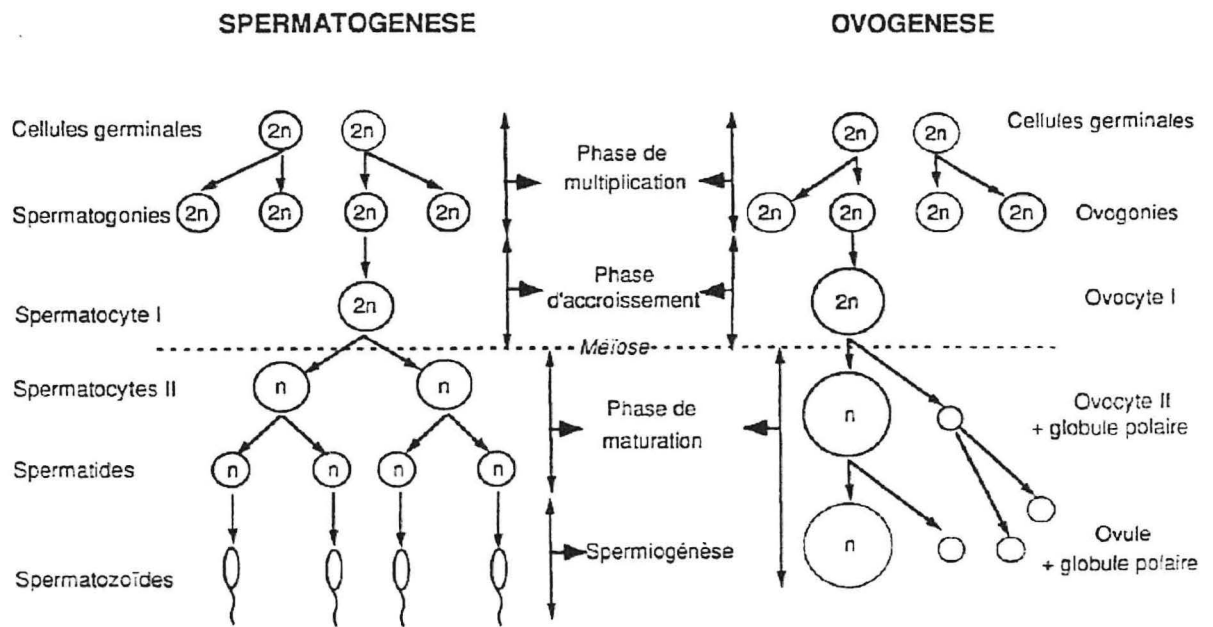 SPERMATOGENESE
OVOGENESE
Cellules germinales
2n
2n
Phase de
multiplication
2n
2n
Cellules germinales
Spermatogonies
2n
2n
2n
2n
2n
2n
2n
2n
Ovogonies
Spermatocyte I
2n
Phase
d'accroissement
2n
Ovocyte I
Méïose
Spermatocytes II
n
n
Phase de
maturation
n
Ovocyte II
+ globule polaire
Spermatides
n
n
n
n
Spermatozoïdes
Spermiogénèse
n
Ovule
+ globule polaire